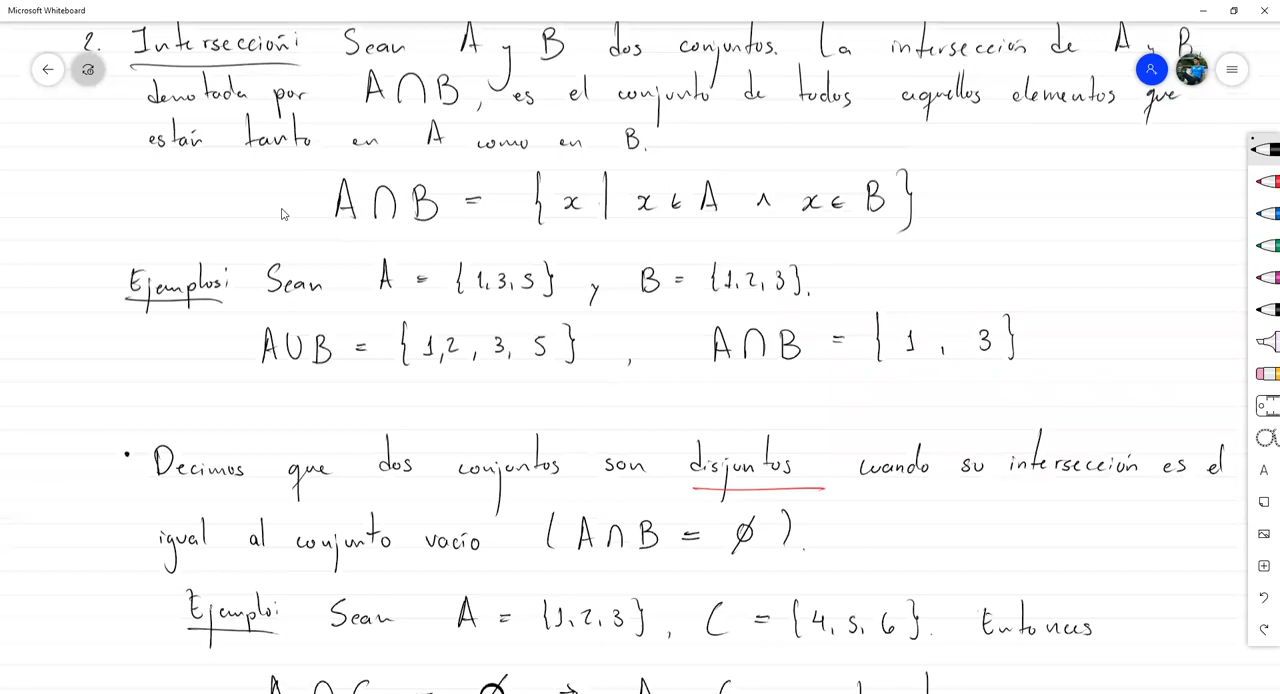 Microsoft Whiteboard
2. Intersección: Sean A y B dos conjuntos. La intersección de A y B,
denotada por A∩B, es el conjunto de todos aquellos elementos que
están tanto en A como en B.
A∩B = {x | x ∈ A ∧ x ∈ B}
Ejemplos: Sean A = {1,3,5} y B = {1,2,3}.
A∪B = {1,2,3,5}, A∩B = {1,3}
• Decimos que dos conjuntos son disjuntos cuando su intersección es el
igual al conjunto vacío (A∩B = ∅).
Ejemplo: Sean A = {1,2,3}, C = {4,5,6}. Entonces